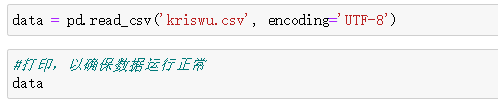 data = pd.read_csv('kriswu.csv', encoding='UTF-8')
#打印，以确保数据运行正常
data